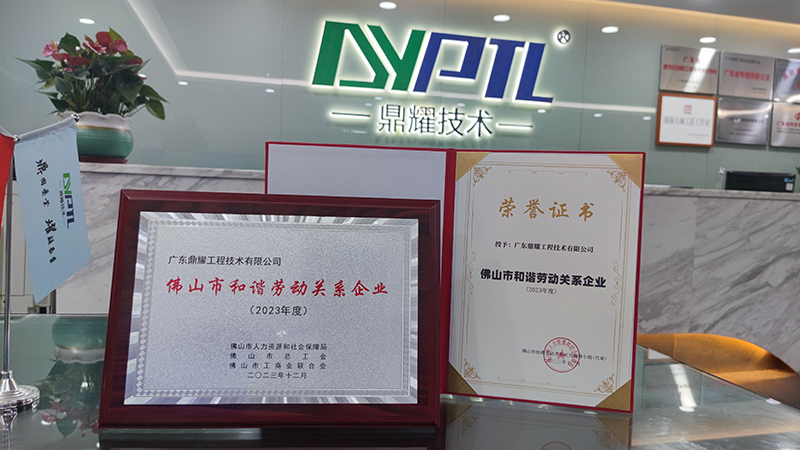 DYPTL
鼎耀技术
广东鼎耀工程技术有限公司
佛山市和谐劳动关系企业
(2023年度)
佛山市人力资源和社会保障局
佛山市总工会
佛山市工商业联合会
二〇二三年十二月
荣誉证书
授予：广东鼎耀工程技术有限公司
佛山市和谐劳动关系企业
(2023年度)
DYPTL
鼎耀技术